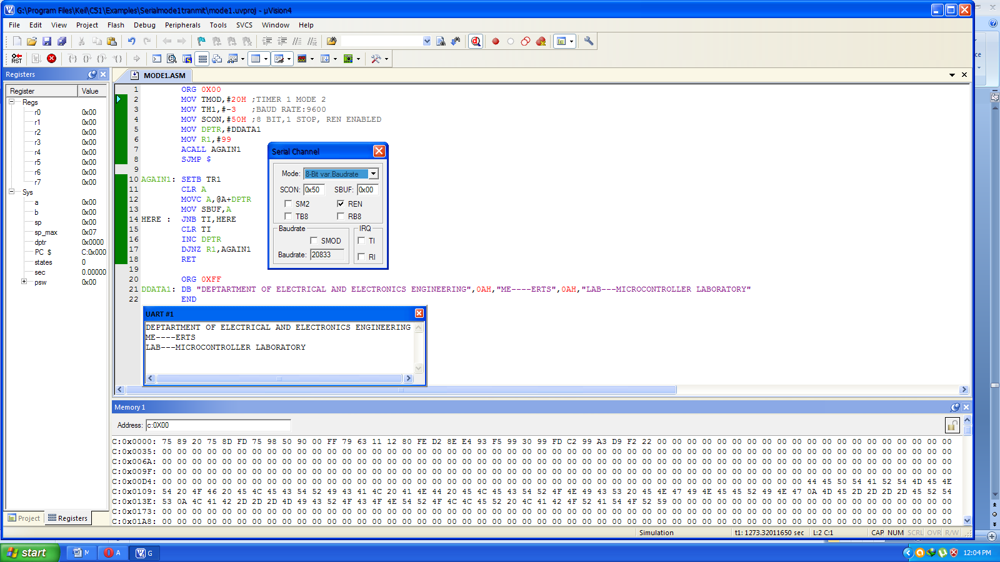 G:\Program Files\Keil\C51\Examples\Serialmode1tranmit\mode1.uvproj - µVision4
File Edit View Project Flash Debug Peripherals Tools SVCS Window Help
RST
Registers
Register Value
Regs
r0 0x00
r1 0x00
r2 0x00
r3 0x00
r4 0x00
r5 0x00
r6 0x00
r7 0x00
Sys
a 0x00
b 0x00
sp 0x00
sp_max 0x07
dptr 0x0000
PC $ C:0x000
states 0
sec 0.00000
psw 0x00
Project Registers
MODE1.ASM
1 ORG 0X00
2 MOV TMOD,#20H ;TIMER 1 MODE 2
3 MOV TH1,#-3 ;BAUD RATE:9600
4 MOV SCON,#50H ;8 BIT,1 STOP, REN ENABLED
5 MOV DPTR,#DDATA1
6 MOV R1,#99
7 ACALL AGAIN1
8 SJMP $
9
10 AGAIN1: SETB TR1
11 CLR A
12 MOVC A,@A+DPTR
13 MOV SBUF,A
14 HERE : JNB TI,HERE
15 CLR TI
16 INC DPTR
17 DJNZ R1,AGAIN1
18 RET
19
20 ORG 0XFF
21 DDATA1: DB "DEPTARTMENT OF ELECTRICAL AND ELECTRONICS ENGINEERING",0AH,"ME----ERTS",0AH,"LAB---MICROCONTROLLER LABORATORY"
22 END
Serial Channel
Mode: 8-Bit var.Baudrate
SCON: 0x50 SBUF: 0x00
SM2 REN
TB8 RB8
Baudrate IRQ
SMOD TI
Baudrate: 20833 RI
UART #1
DEPTARTMENT OF ELECTRICAL AND ELECTRONICS ENGINEERING
ME----ERTS
LAB---MICROCONTROLLER LABORATORY
Memory 1
Address: c:0X00
C:0x0000: 75 89 20 75 8D FD 75 98 50 90 00 FF 79 63 11 12 80 FE D2 8E E4 93 F5 99 30 99 FD C2 99 A3 D9 F2 22 00 00 00 00 00 00 00 00 00 00 00 00 00 00 00 00 00 00 00 00
C:0x0035: 00 00 00 00 00 00 00 00 00 00 00 00 00 00 00 00 00 00 00 00 00 00 00 00 00 00 00 00 00 00 00 00 00 00 00 00 00 00 00 00 00 00 00 00 00 00 00 00 00 00 00 00 00
C:0x006A: 00 00 00 00 00 00 00 00 00 00 00 00 00 00 00 00 00 00 00 00 00 00 00 00 00 00 00 00 00 00 00 00 00 00 00 00 00 00 00 00 00 00 00 00 00 00 00 00 00 00 00 00 00
C:0x009F: 00 00 00 00 00 00 00 00 00 00 00 00 00 00 00 00 00 00 00 00 00 00 00 00 00 00 00 00 00 00 00 00 00 00 00 00 00 00 00 00 00 00 00 00 00 00 00 00 00 00 00 00 00
C:0x00D4: 00 00 00 00 00 00 00 00 00 00 00 00 00 00 00 00 00 00 00 00 00 00 00 00 00 00 00 00 00 00 00 00 00 00 00 00 00 00 00 00 00 00 00 44 45 50 54 41 52 54 4D 45 4E
C:0x0109: 54 20 4F 46 20 45 4C 45 43 54 52 49 43 41 4C 20 41 4E 44 20 45 4C 45 43 54 52 4F 4E 49 43 53 20 45 4E 47 49 4E 45 45 52 49 4E 47 0A 4D 45 2D 2D 2D 2D 45 52 54
C:0x013E: 53 0A 4C 41 42 2D 2D 2D 4D 49 43 52 4F 43 4F 4E 54 52 4F 4C 4C 45 52 20 4C 41 42 4F 52 41 54 4F 52 59 00 00 00 00 00 00 00 00 00 00 00 00 00 00 00 00 00 00 00
C:0x0173: 00 00 00 00 00 00 00 00 00 00 00 00 00 00 00 00 00 00 00 00 00 00 00 00 00 00 00 00 00 00 00 00 00 00 00 00 00 00 00 00 00 00 00 00 00 00 00 00 00 00 00 00 00
C:0x01A8: 00 00 00 00 00 00 00 00 00 00 00 00 00 00 00 00 00 00 00 00 00 00 00 00 00 00 00 00 00 00 00 00 00 00 00 00 00 00 00 00 00 00 00 00 00 00 00 00 00 00 00 00 00
Simulation t1: 1273.32011650 sec L:2 C:1 CAP NUM SCRL OVR R/W
start M A G 12:04 PM